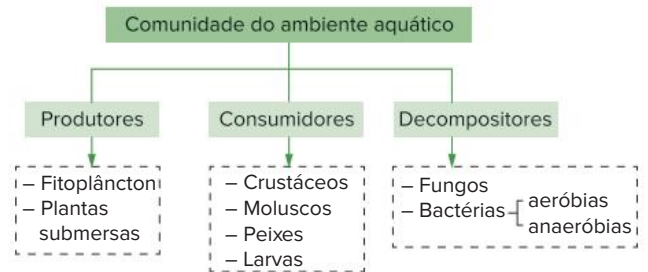 Comunidade do ambiente aquático
Produtores
Consumidores
Decompositores
– Fitoplâncton
– Plantas
submersas
– Crustáceos
– Moluscos
– Peixes
– Larvas
– Fungos
– Bactérias
aeróbias
anaeróbias